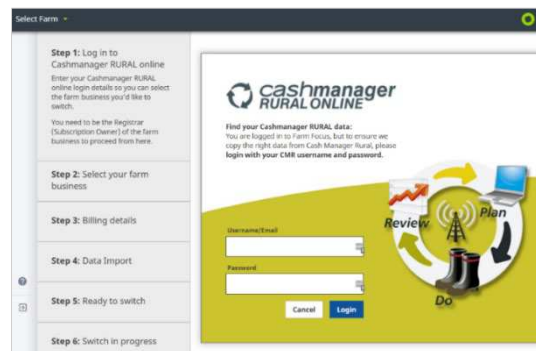 Select Farm
Step 1: Log in to
Cashmanager RURAL online
Enter your Cashmanager RURAL
online login details so you can select
the farm business you'd like to
switch.
You need to be the Registrar
(Subscription Owner) of the farm
business to proceed from here.
Step 2: Select your farm
business
Step 3: Billing details
Step 4: Data Import
Step 5: Ready to switch
Step 6: Switch in progress
cashmanager
RURAL ONLINE
Find your Cashmanager RURAL data:
You are logged in to Farm Focus, but to ensure we
copy the right data from Cash Manager Rural, please
login with your CMR username and password.
Username/Email
Password
Cancel Login
Review
Plan
Do